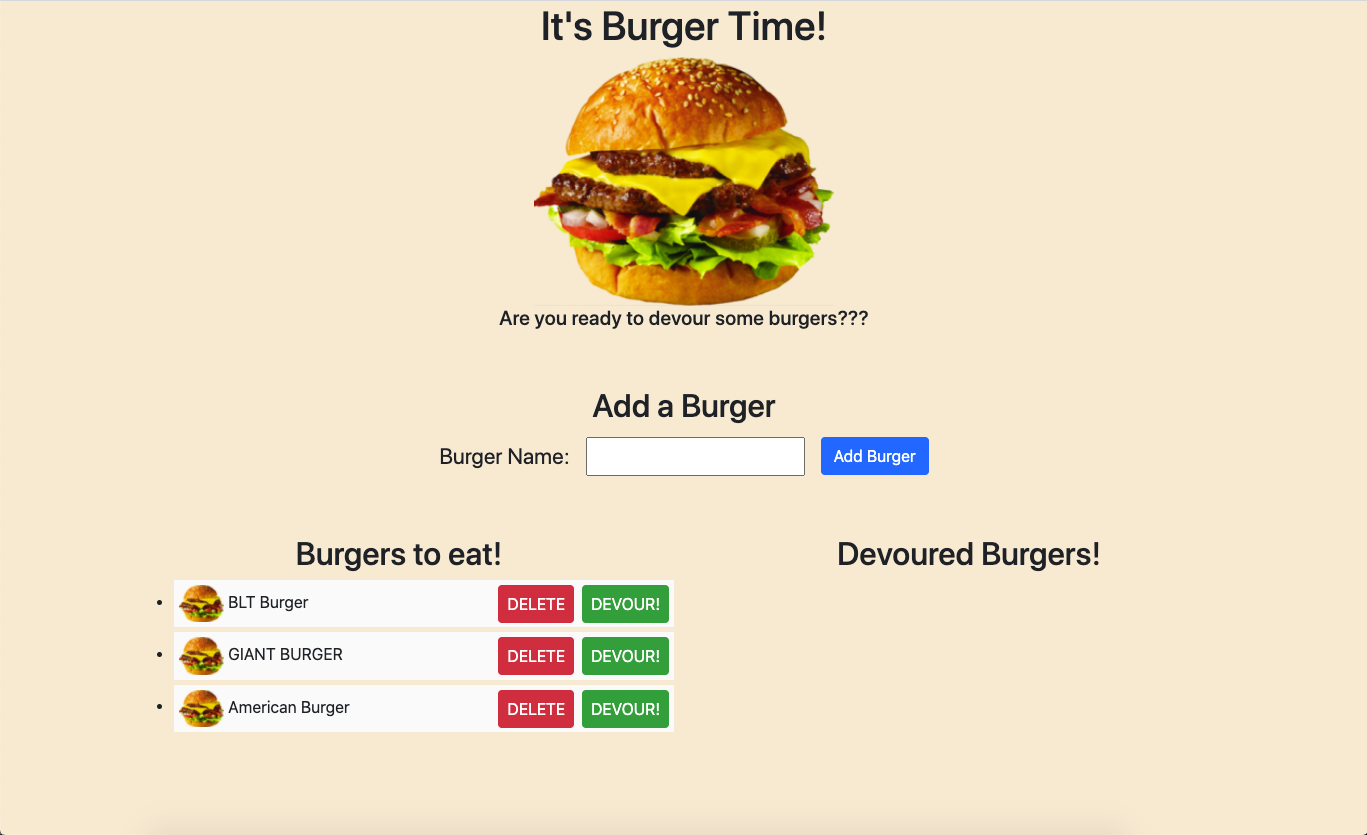 It's Burger Time!
Are you ready to devour some burgers???
Add a Burger
Burger Name: Add Burger
Burgers to eat!
BLT Burger DELETE DEVOUR!
GIANT BURGER DELETE DEVOUR!
American Burger DELETE DEVOUR!
Devoured Burgers!